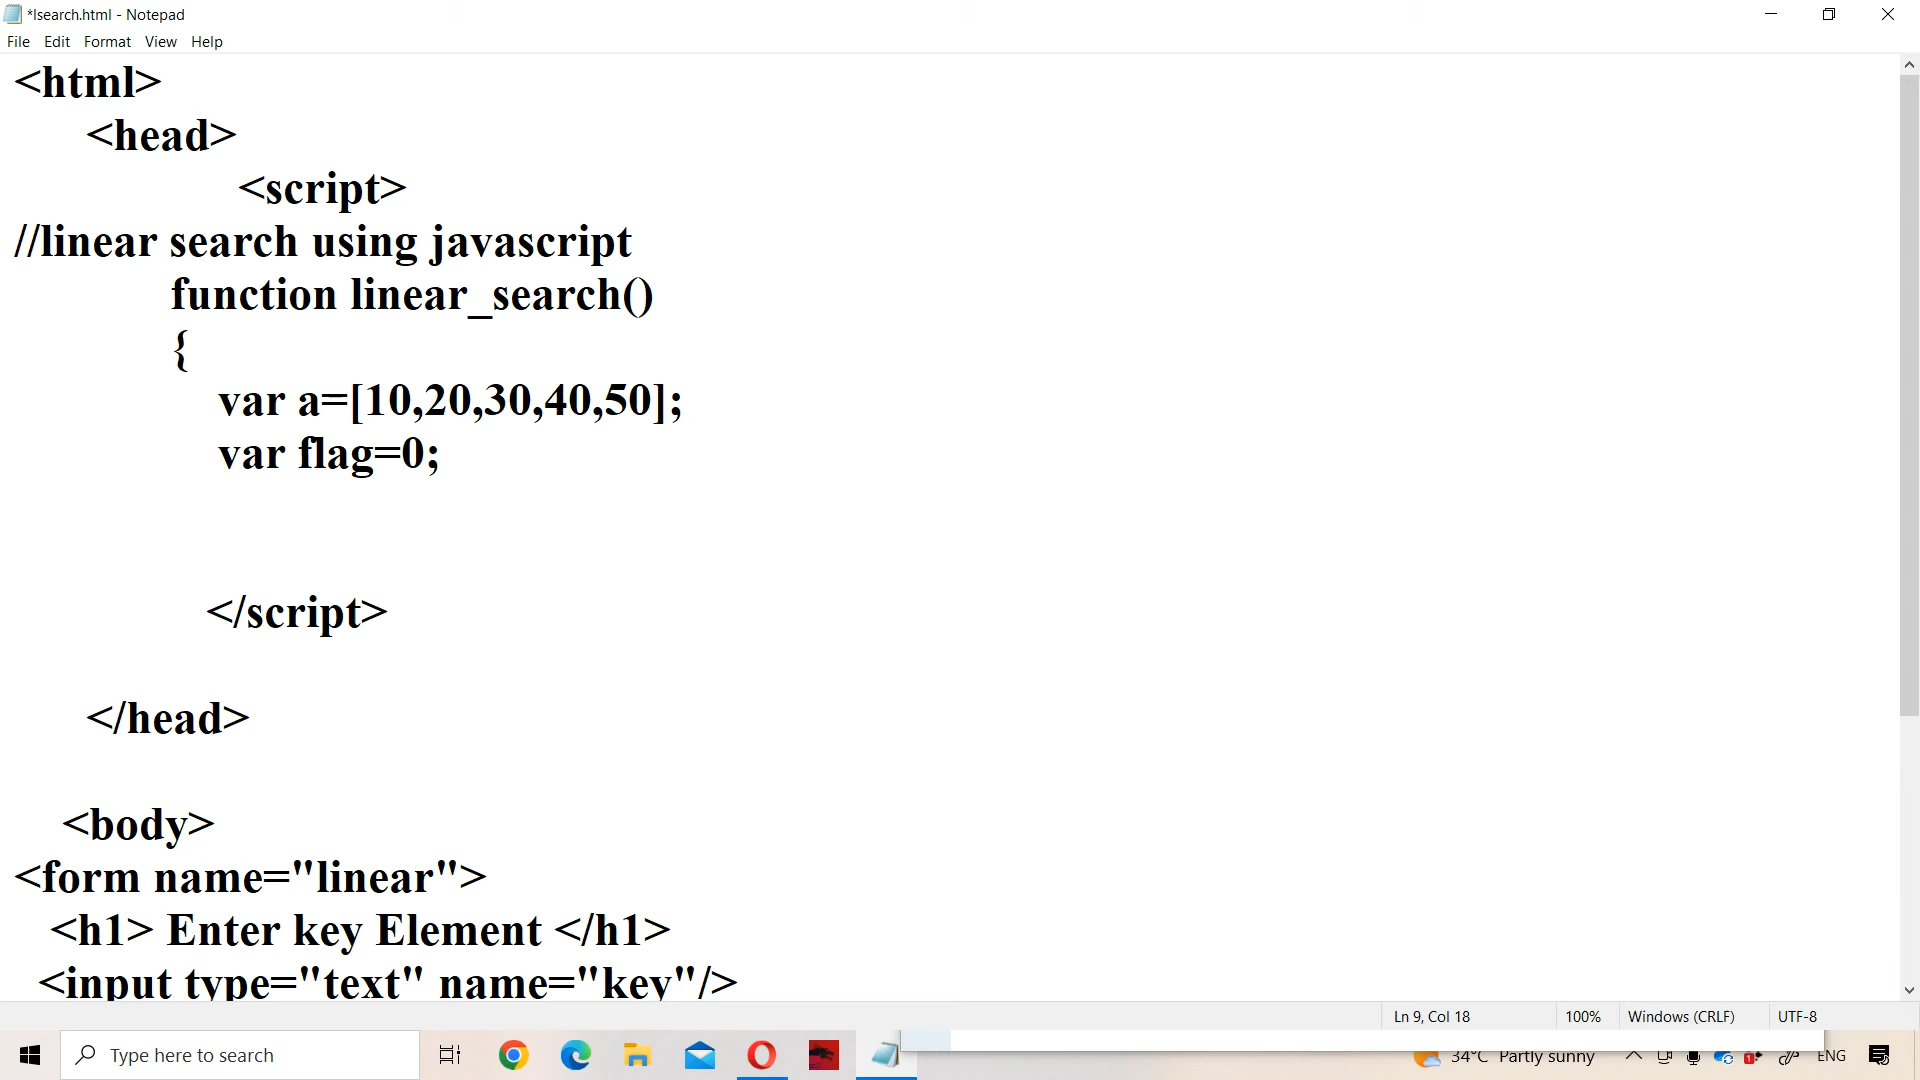 *lsearch.html - Notepad
File Edit Format View Help
<html>
<head>
<script>
//linear search using javascript
function linear_search()
{
var a=[10,20,30,40,50];
var flag=0;
</script>
</head>
<body>
<form name="linear">
<h1> Enter key Element </h1>
<input type="text" name="key"/>
Ln 9, Col 18 100% Windows (CRLF) UTF-8
Type here to search 34°C Partly sunny ENG